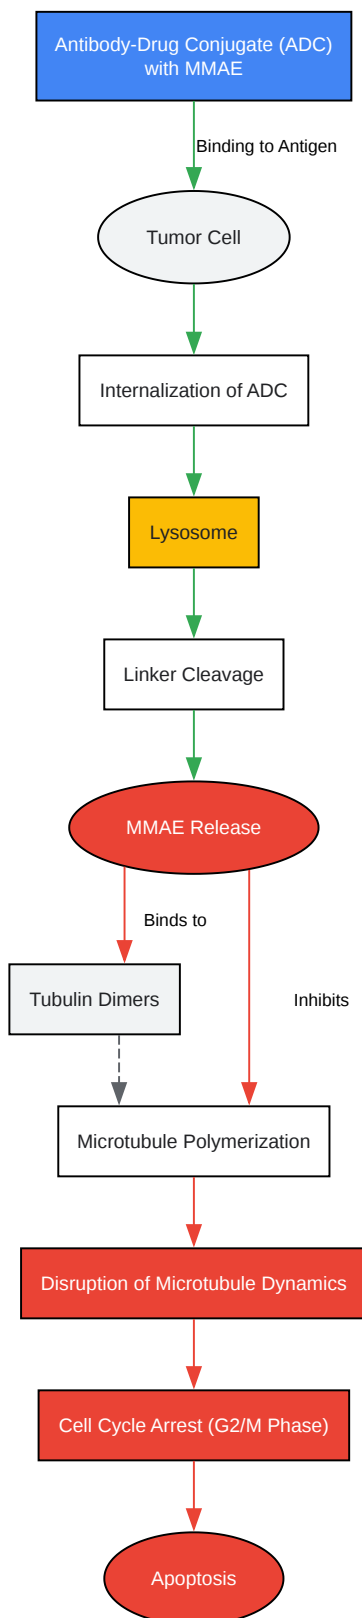 Antibody-Drug Conjugate (ADC)
with MMAE
Binding to Antigen
Tumor Cell
Internalization of ADC
Lysosome
Linker Cleavage
MMAE Release
Binds to
Tubulin Dimers
Inhibits
Microtubule Polymerization
Disruption of Microtubule Dynamics
Cell Cycle Arrest (G2/M Phase)
Apoptosis